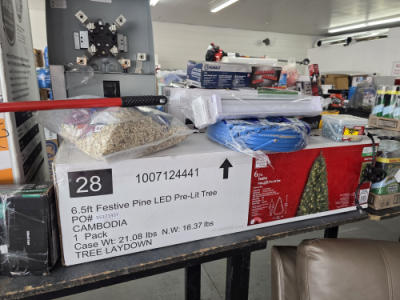 28
1007124441
6.5ft Festive Pine LED Pre-Lit Tree
PO#
CAMBODIA
1 Pack
Case Wt: 21.08 lbs N.W: 16.37 lbs
TREE LAYDOWN